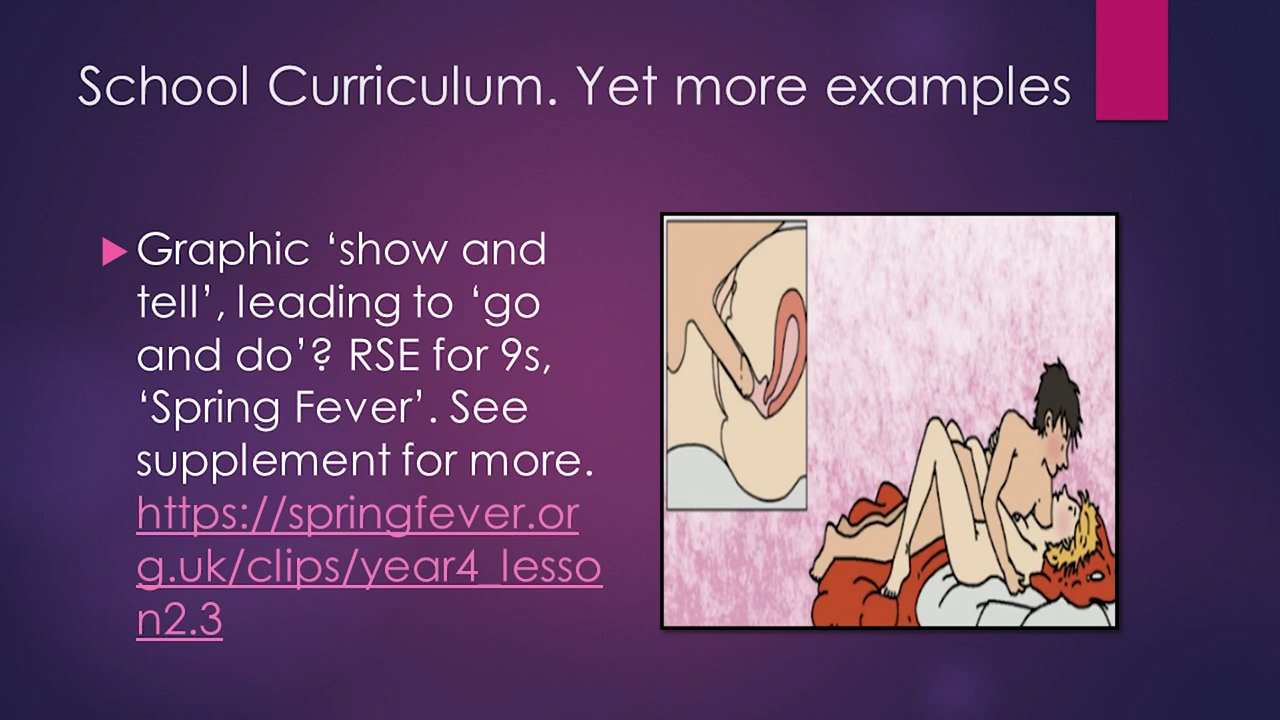 School Curriculum. Yet more examples
Graphic ‘show and
tell’, leading to ‘go
and do’? RSE for 9s,
‘Spring Fever’. See
supplement for more.
https://springfever.or
g.uk/clips/year4_lesso
n2.3